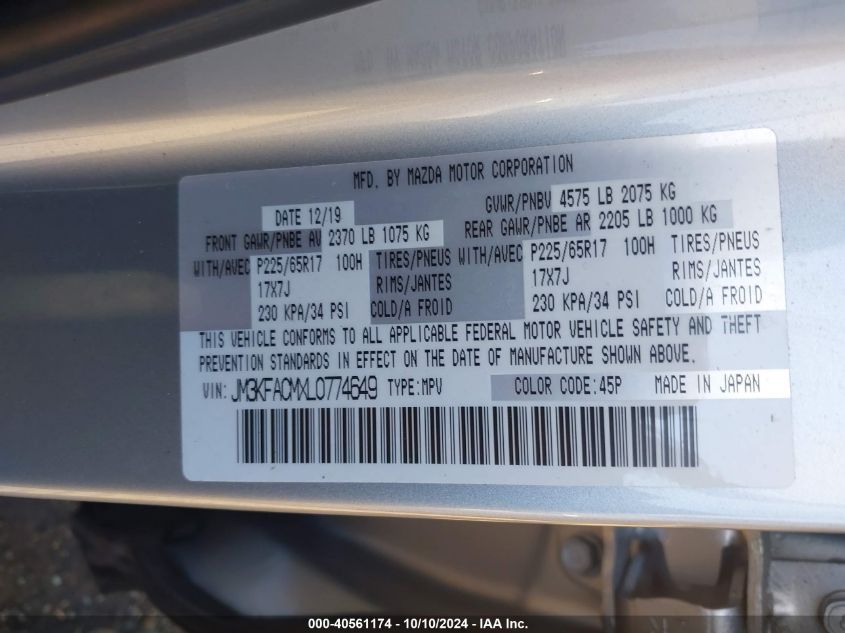 MFD. BY MAZDA MOTOR CORPORATION
DATE 12/19 GVWR/PNBV 4575 LB 2075 KG
FRONT GAWR/PNBE AV 2370 LB 1075 KG REAR GAWR/PNBE AR 2205 LB 1000 KG
WITH/AVEC P225/65R17 100H TIRES/PNEUS WITH/AVEC P225/65R17 100H TIRES/PNEUS
17X7J RIMS/JANTES 17X7J RIMS/JANTES
230 KPA/34 PSI COLD/A FROID 230 KPA/34 PSI COLD/A FROID
THIS VEHICLE CONFORMS TO ALL APPLICABLE FEDERAL MOTOR VEHICLE SAFETY AND THEFT
PREVENTION STANDARDS IN EFFECT ON THE DATE OF MANUFACTURE SHOWN ABOVE.
VIN: JM3KFACMXL0774649 TYPE:MPV COLOR CODE:45P MADE IN JAPAN
000-40561174 - 10/10/2024 - IAA Inc.